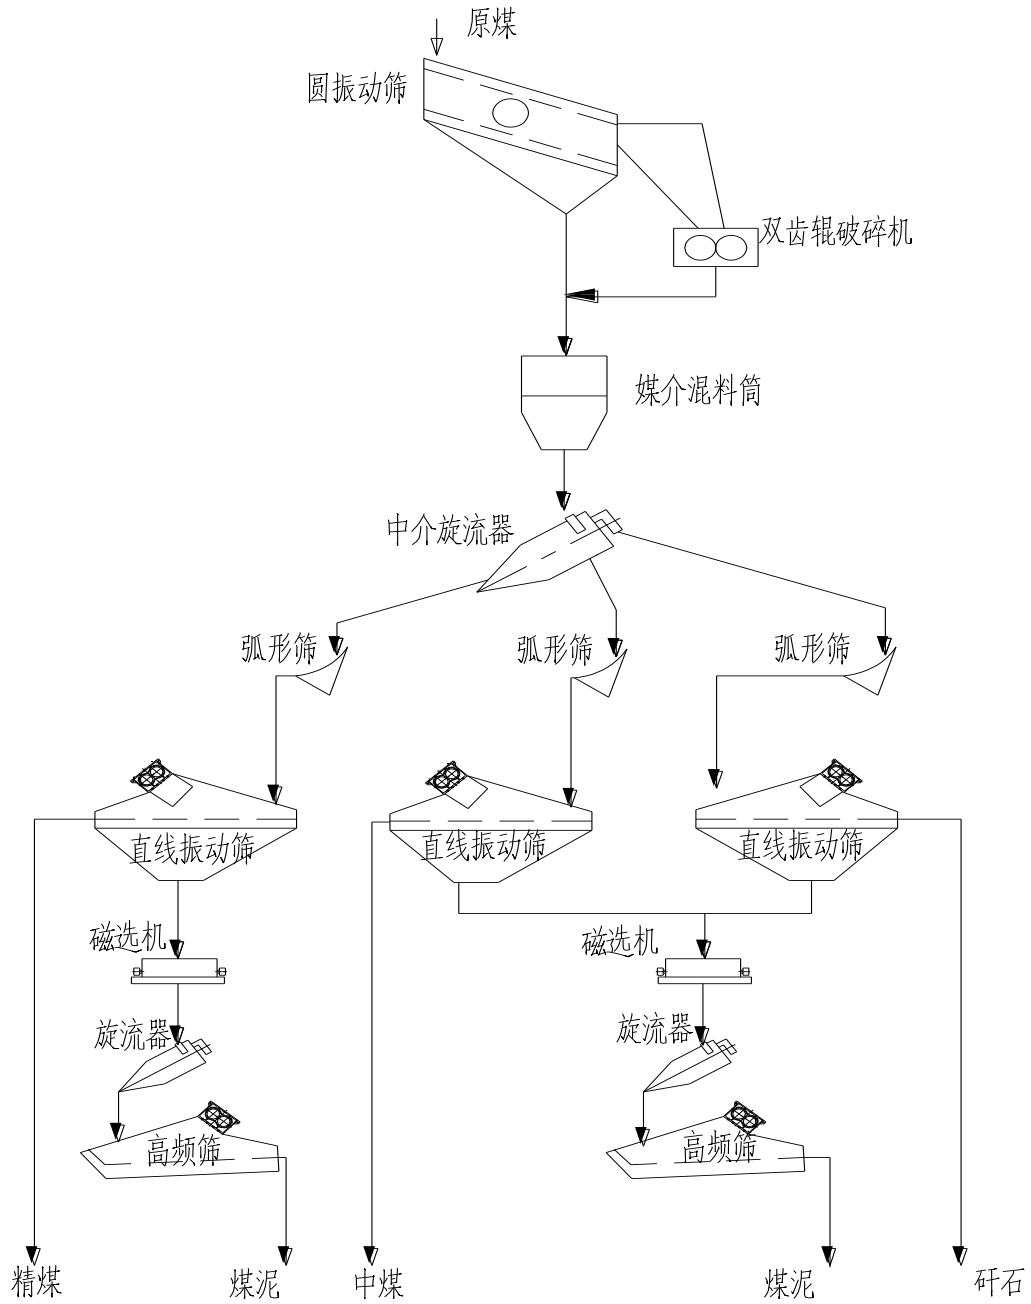 原煤
圆振动筛
双齿辊破碎机
媒介混料筒
中介旋流器
弧形筛
弧形筛
弧形筛
直线振动筛
直线振动筛
直线振动筛
磁选机
磁选机
旋流器
旋流器
高频筛
高频筛
精煤
煤泥
中煤
煤泥
矸石